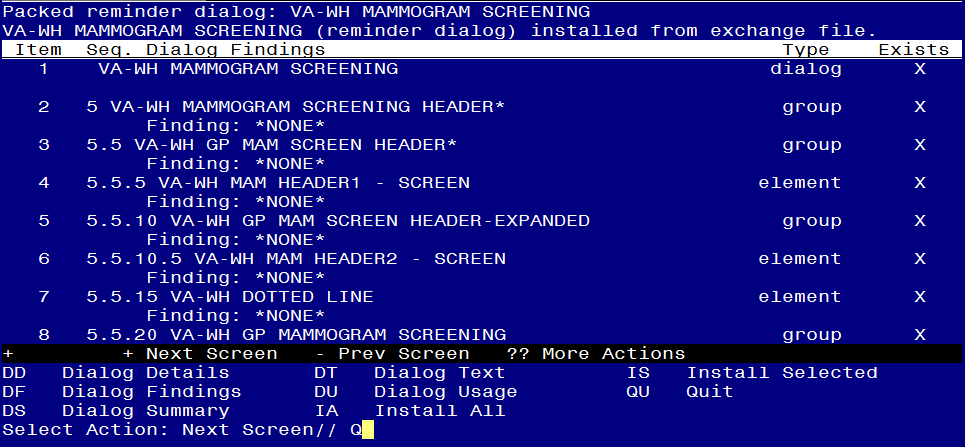 Packed reminder dialog: VA-WH MAMMOGRAM SCREENING
VA-WH MAMMOGRAM SCREENING (reminder dialog) installed from exchange file.
Item Seq. Dialog Findings Type Exists
1 VA-WH MAMMOGRAM SCREENING dialog X
2 5 VA-WH MAMMOGRAM SCREENING HEADER* group X
Finding: *NONE*
3 5.5 VA-WH GP MAM SCREEN HEADER* group X
Finding: *NONE*
4 5.5.5 VA-WH MAM HEADER1 - SCREEN element X
Finding: *NONE*
5 5.5.10 VA-WH GP MAM SCREEN HEADER-EXPANDED group X
Finding: *NONE*
6 5.5.10.5 VA-WH MAM HEADER2 - SCREEN element X
Finding: *NONE*
7 5.5.15 VA-WH DOTTED LINE element X
Finding: *NONE*
8 5.5.20 VA-WH GP MAMMOGRAM SCREENING group X
+ + Next Screen - Prev Screen ?? More Actions
DD Dialog Details DT Dialog Text IS Install Selected
DF Dialog Findings DU Dialog Usage QU Quit
DS Dialog Summary IA Install All
Select Action: Next Screen// Q